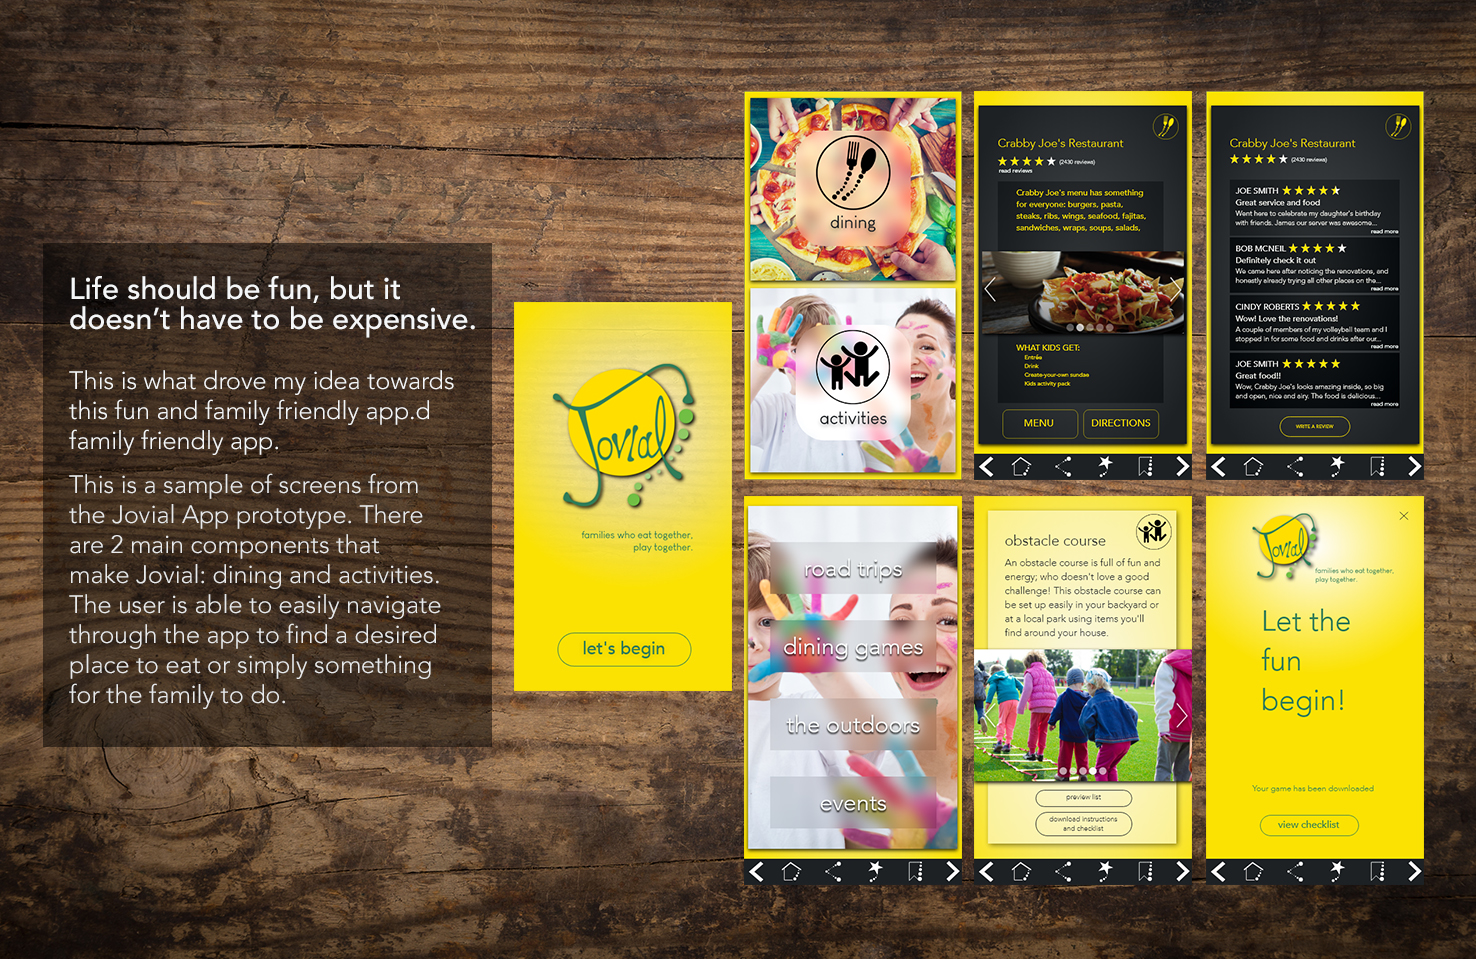 Life should be fun, but it
doesn't have to be expensive.
This is what drove my idea towards
this fun and family friendly app.d
family friendly app.
This is a sample of screens from
the Jovial App prototype. There
are 2 main components that
make Jovial: dining and activities.
The user is able to easily navigate
through the app to find a desired
place to eat or simply something
for the family to do.
Jovial
families who eat together,
play together.
let's begin
dining
activities
Crabby Joe's Restaurant
(2430 reviews)
read reviews
Crabby Joe's menu has something
for everyone: burgers, pasta,
steaks, ribs, wings, seafood, fajitas,
sandwiches, wraps, soups, salads,
WHAT KIDS GET:
Entrée
Drink
Create-your-own sundae
Kids activity pack
MENU
DIRECTIONS
Crabby Joe's Restaurant
(2430 reviews)
JOE SMITH
Great service and food
Went here to celebrate my daughter's birthday
with friends. James our server was awesome...
read more
BOB MCNEIL
Definitely check it out
We came here after noticing the renovations, and
honestly already trying all other places on the...
read more
CINDY ROBERTS
Wow! Love the renovations!
A couple of members of my volleyball team and I
stopped in for some food and drinks after our...
read more
JOE SMITH
Great food!!
Wow, Crabby Joe's looks amazing inside, so big
and open, nice and airy. The food is delicious...
read more
WRITE A REVIEW
road trips
dining games
the outdoors
events
obstacle course
An obstacle course is full of fun and
energy; who doesn't love a good
challenge! This obstacle course can
be set up easily in your backyard or
at a local park using items you'll
find around your house.
preview list
download instructions
and checklist
Jovial
families who eat together,
play together.
Let the
fun
begin!
Your game has been downloaded
view checklist